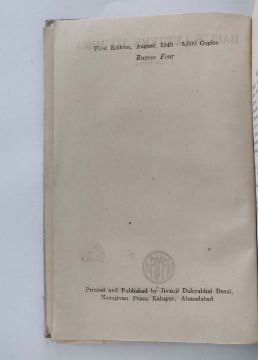 First Edition, August, 1949 : 5,000 Copies
Rupees Four
Printed and Published by Jivanji Dahyabhai Desai,
Navajivan Press, Kalupur, Ahmedabad